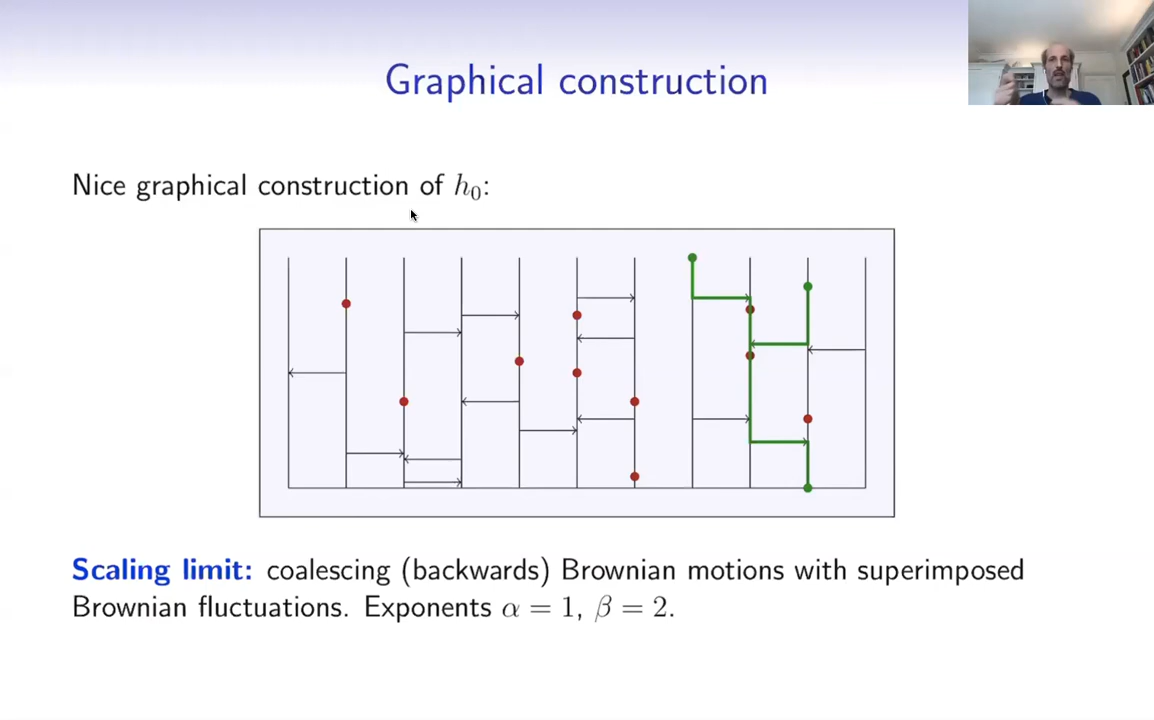 Graphical construction
Nice graphical construction of h₀:
Scaling limit: coalescing (backwards) Brownian motions with superimposed
Brownian fluctuations. Exponents α = 1, β = 2.